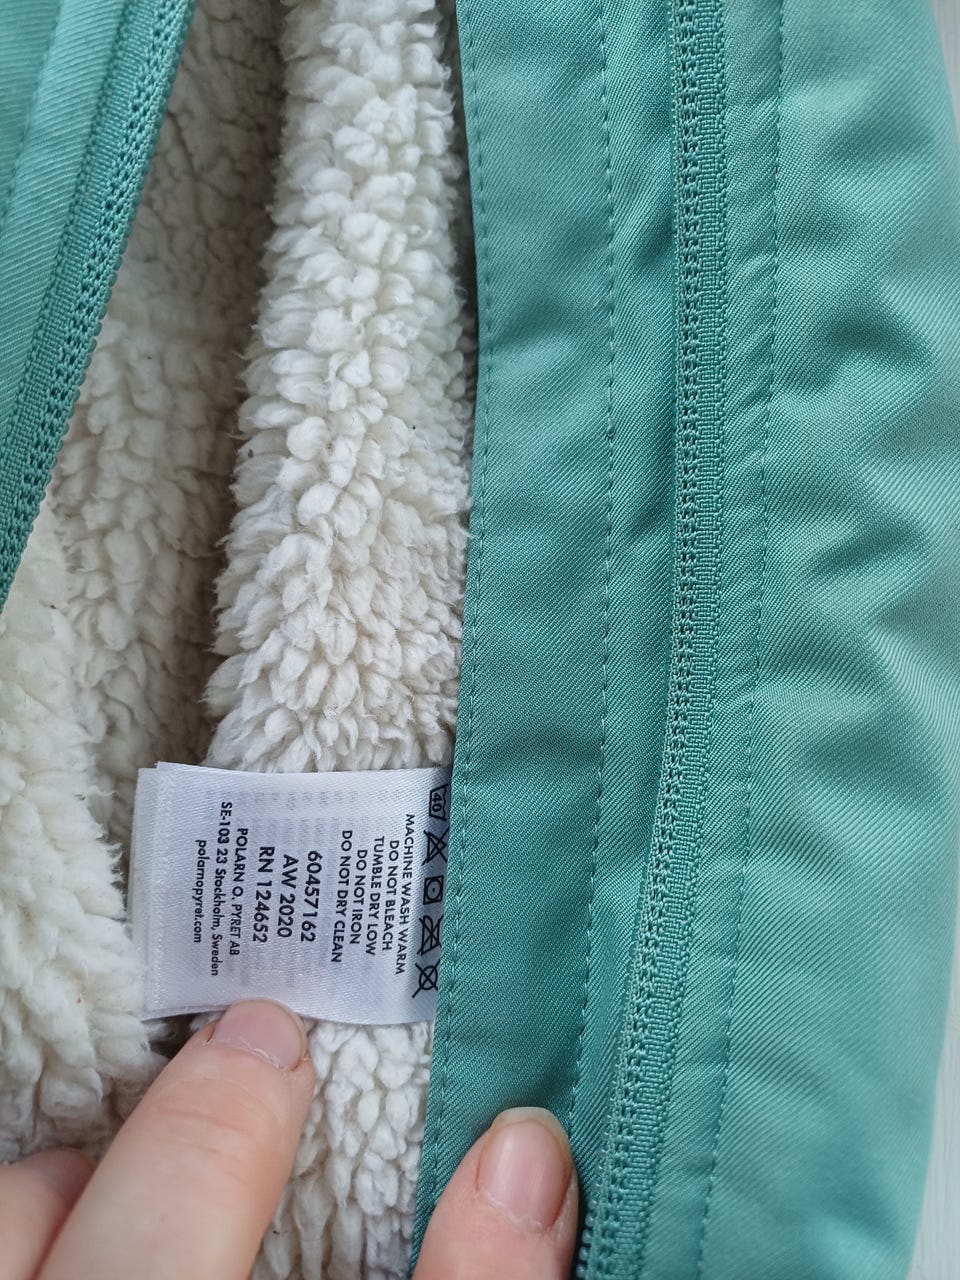 40
MACHINE WASH WARM
DO NOT BLEACH
TUMBLE DRY LOW
DO NOT IRON
DO NOT DRY CLEAN
60457162
AW 2020
RN 124652
POLARN O. PYRET AB
SE-103 23 Stockholm, Sweden
polarnopyret.com